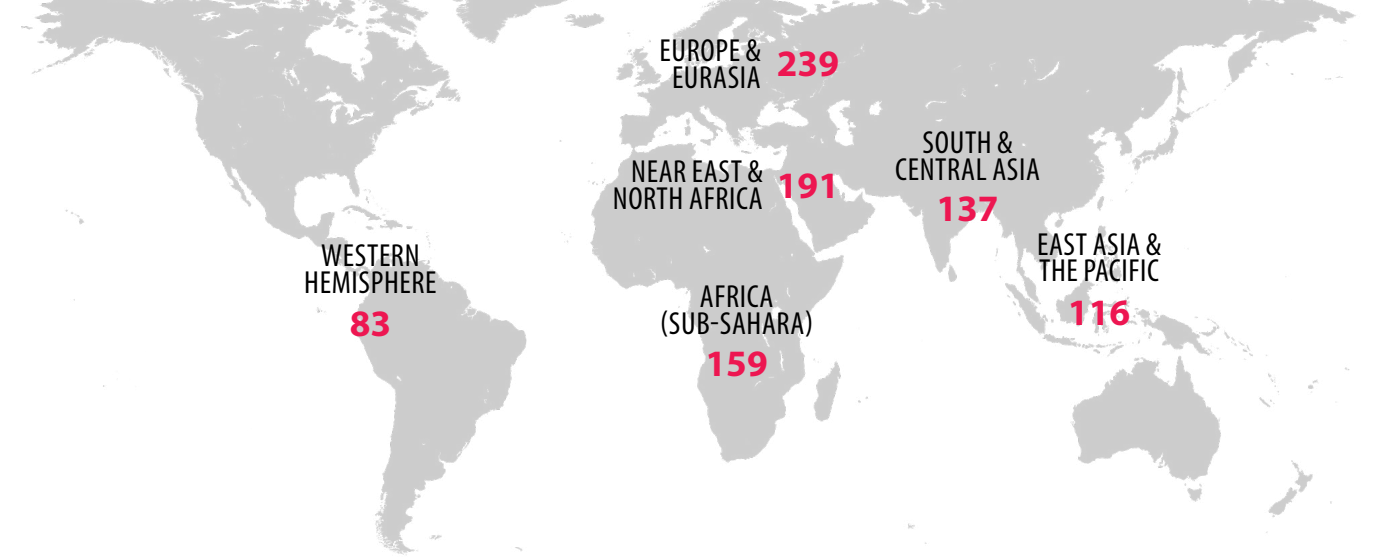 EUROPE &
EURASIA
239
NEAR EAST &
NORTH AFRICA
191
SOUTH &
CENTRAL ASIA
137
EAST ASIA &
THE PACIFIC
116
WESTERN
HEMISPHERE
83
AFRICA
(SUB-SAHARA)
159